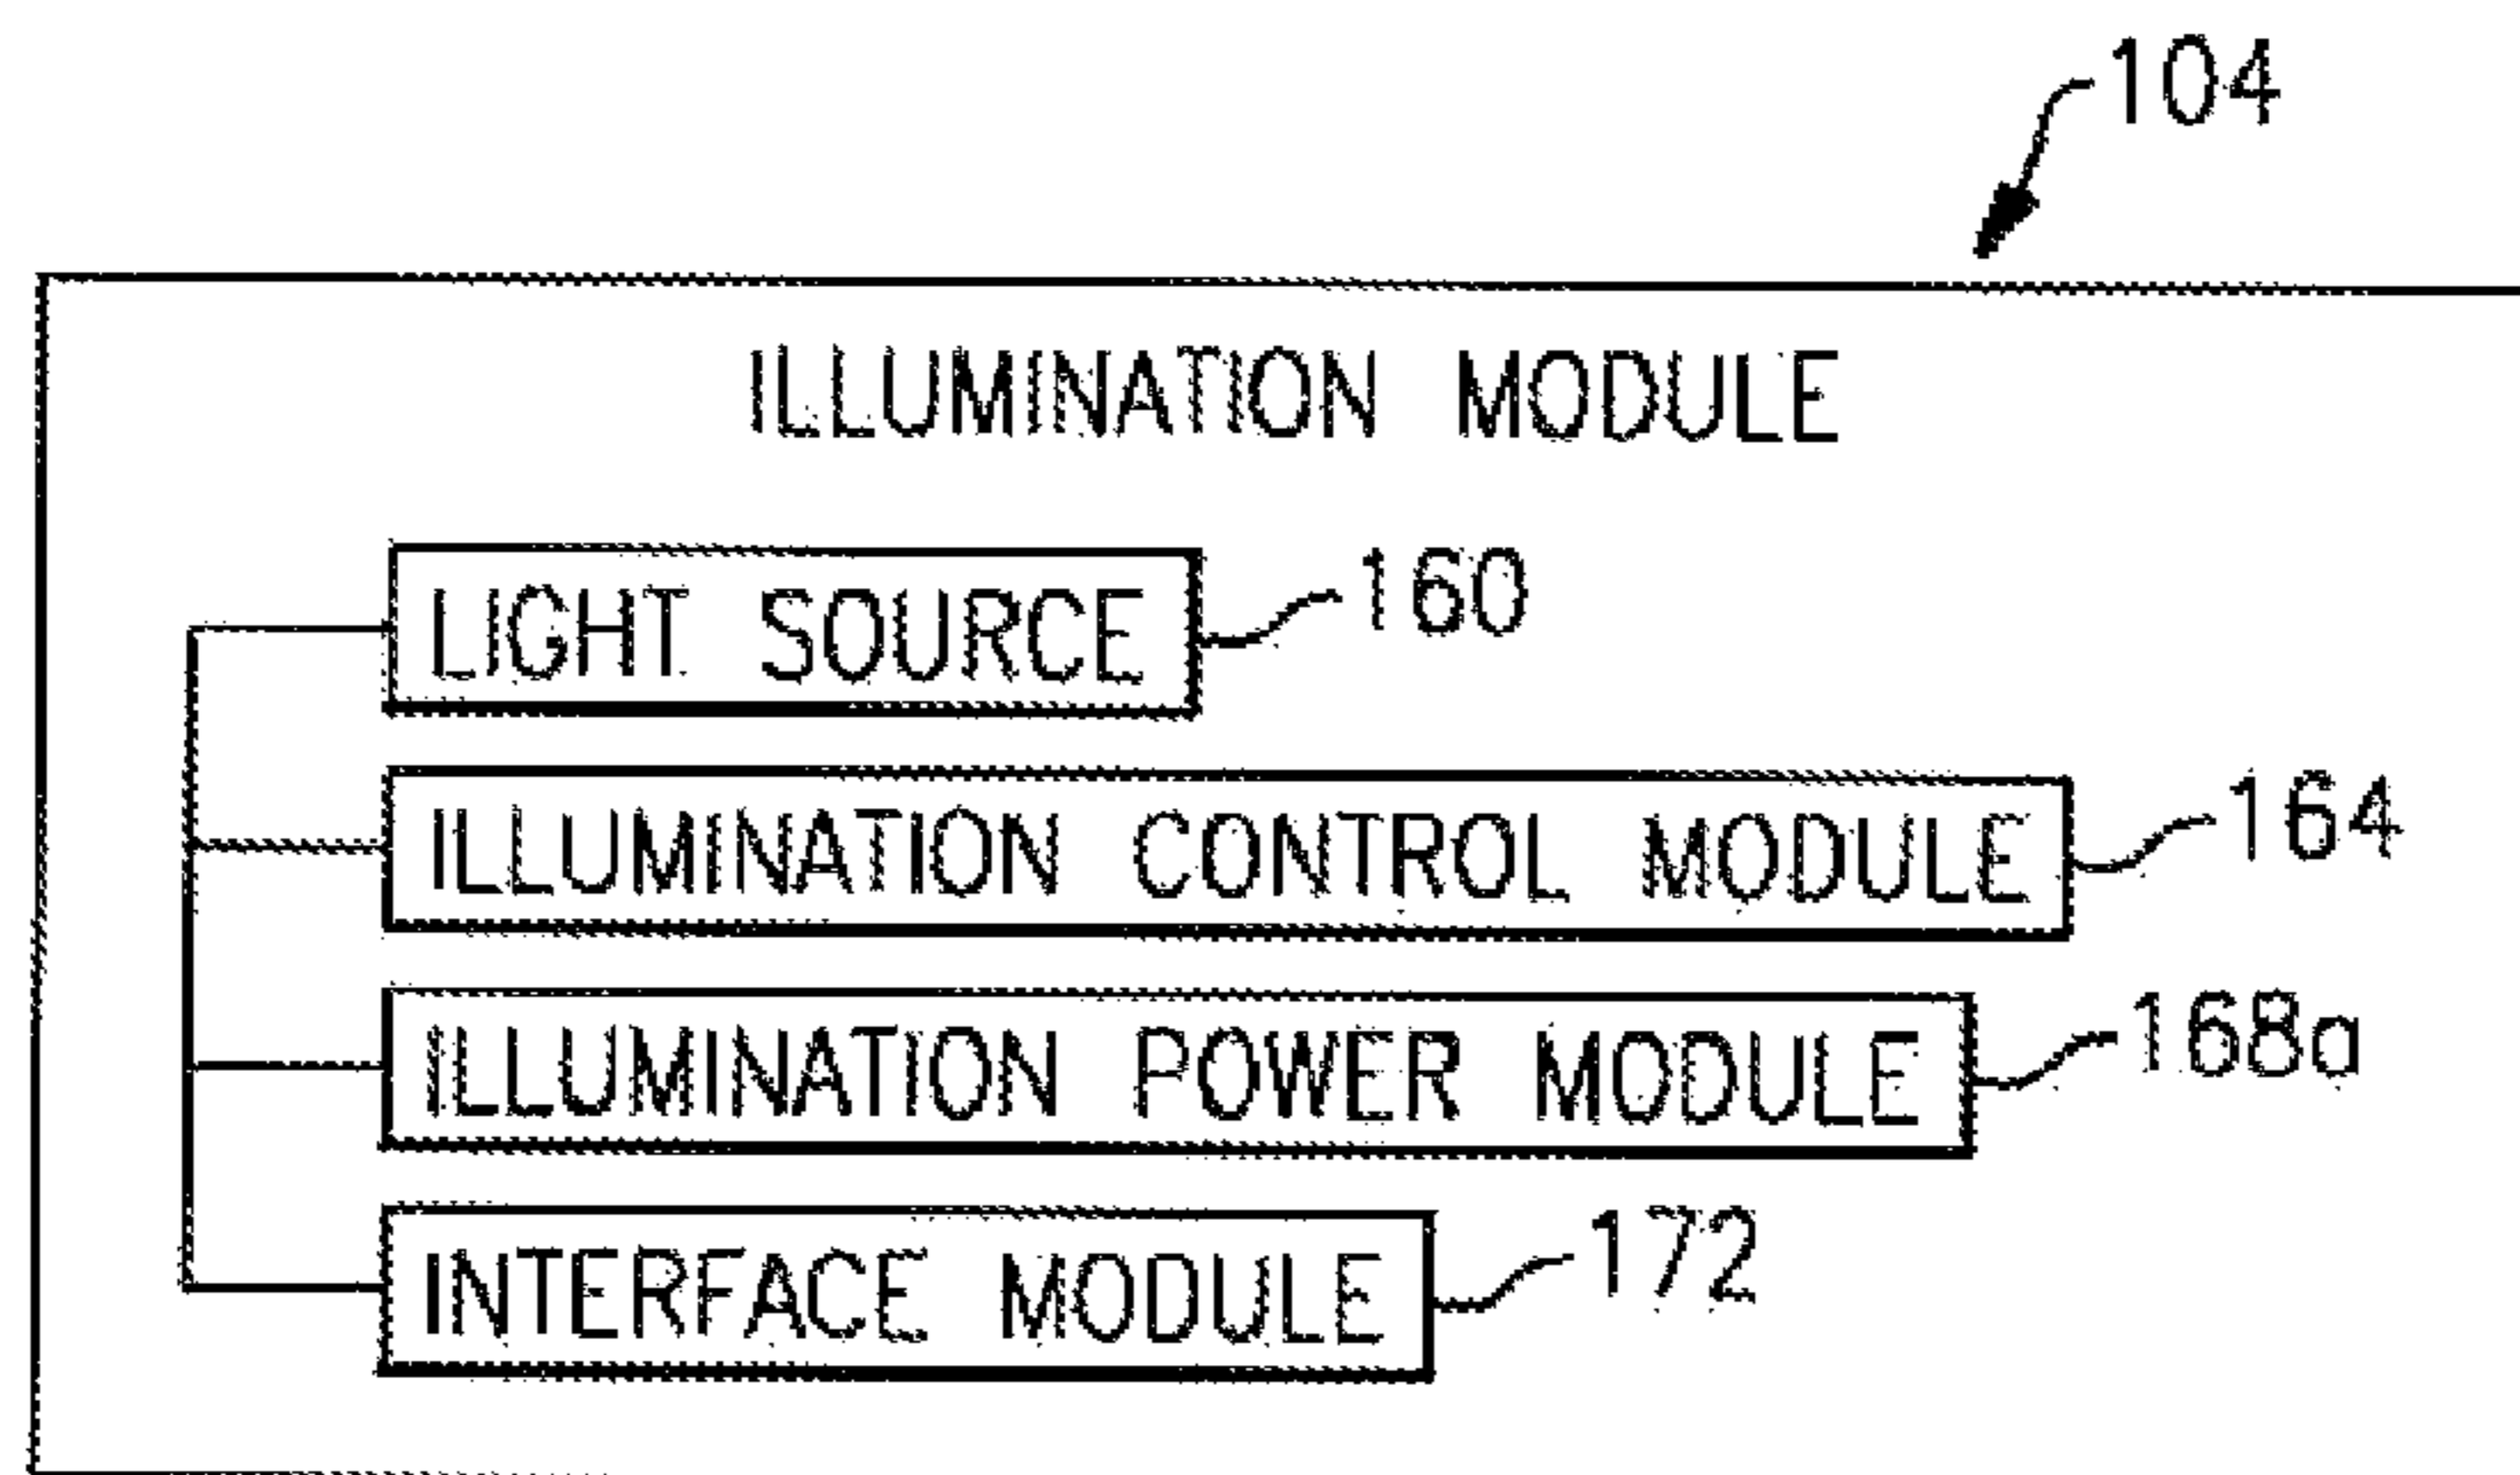 104
ILLUMINATION MODULE
LIGHT SOURCE 160
ILLUMINATION CONTROL MODULE 164
ILLUMINATION POWER MODULE 168a
INTERFACE MODULE 172